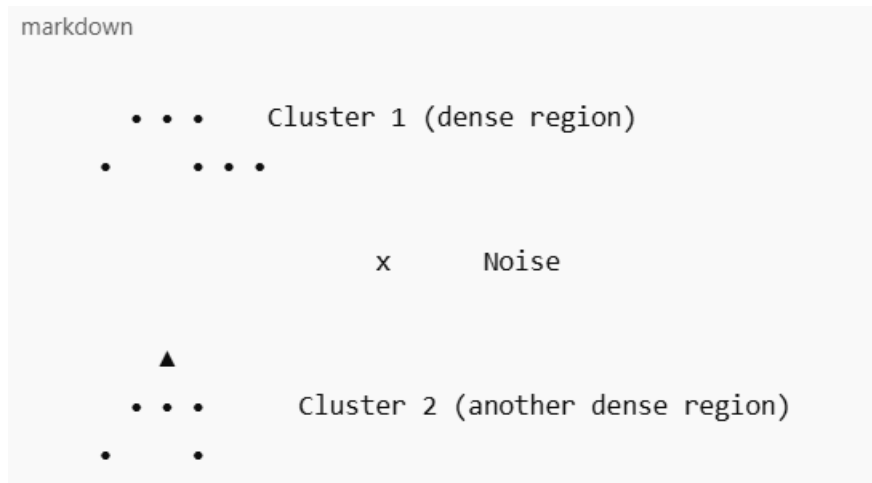 markdown
• • • Cluster 1 (dense region)
• • • •
x Noise
▲
• • • Cluster 2 (another dense region)
• •